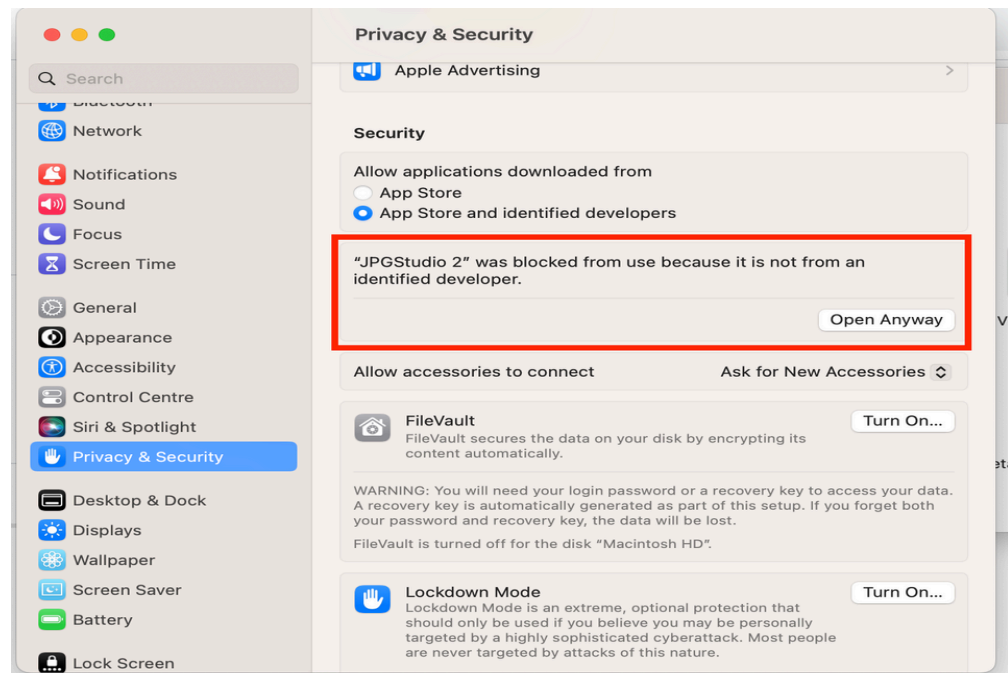 Privacy & Security
Search
Bluetooth
Network
Notifications
Sound
Focus
Screen Time
General
Appearance
Accessibility
Control Centre
Siri & Spotlight
Privacy & Security
Desktop & Dock
Displays
Wallpaper
Screen Saver
Battery
Lock Screen
Apple Advertising
Security
Allow applications downloaded from
App Store
App Store and identified developers
“JPGStudio 2” was blocked from use because it is not from an
identified developer.
Open Anyway
Allow accessories to connect
Ask for New Accessories
FileVault
Turn On...
FileVault secures the data on your disk by encrypting its
content automatically.
WARNING: You will need your login password or a recovery key to access your data.
A recovery key is automatically generated as part of this setup. If you forget both
your password and recovery key, the data will be lost.
FileVault is turned off for the disk “Macintosh HD”.
Lockdown Mode
Turn On...
Lockdown Mode is an extreme, optional protection that
should only be used if you believe you may be personally
targeted by a highly sophisticated cyberattack. Most people
are never targeted by attacks of this nature.